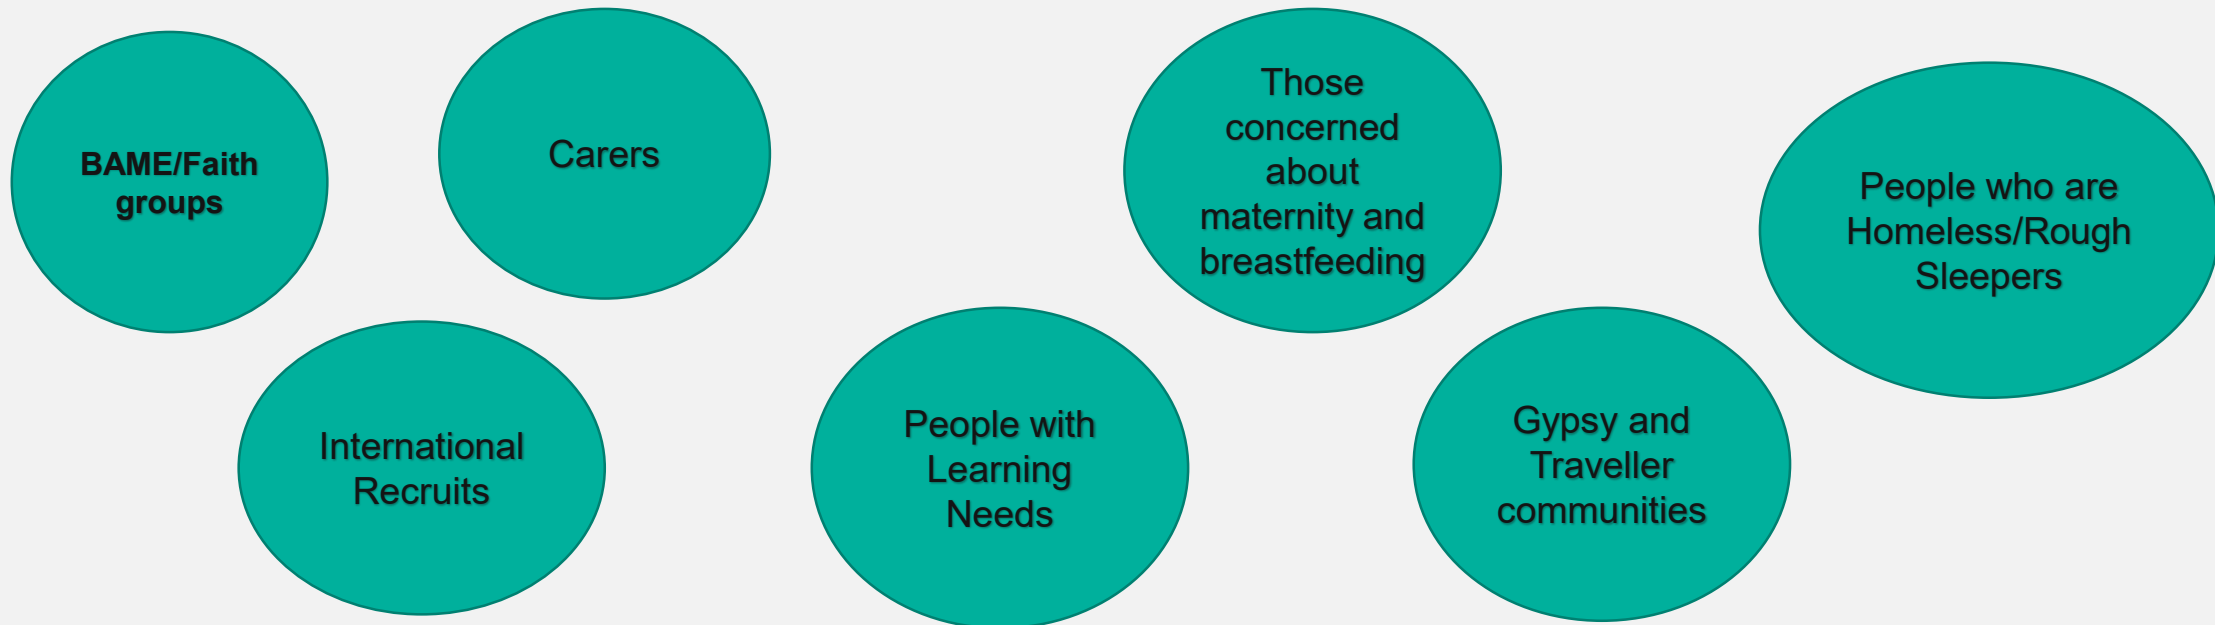 BAME/Faith
groups
Carers
Those
concerned
about
maternity and
breastfeeding
People who are
Homeless/Rough
Sleepers
International
Recruits
People with
Learning
Needs
Gypsy and
Traveller
communities